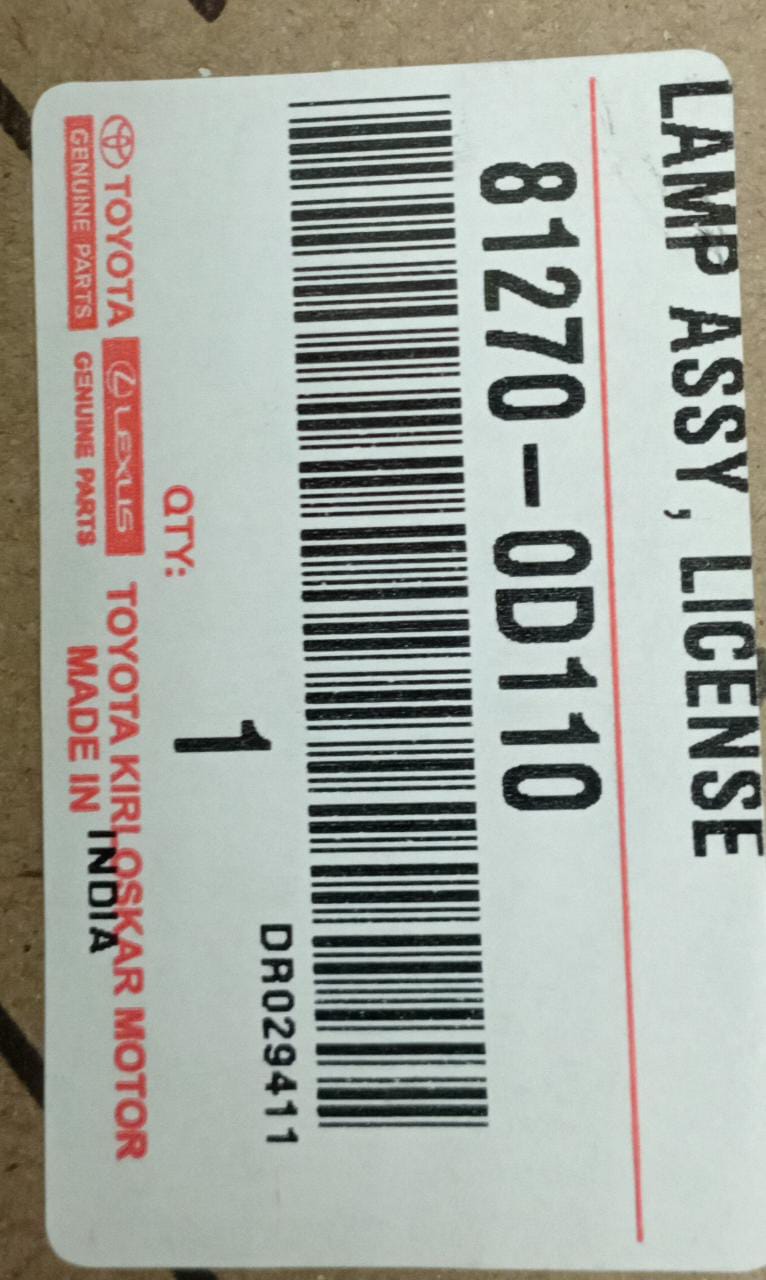 LAMP ASSY, LICENSE
81270-0D110
DR029411
QTY: 1
TOYOTA LEXUS TOYOTA KIRLOSKAR MOTOR
GENUINE PARTS GENUINE PARTS MADE IN INDIA